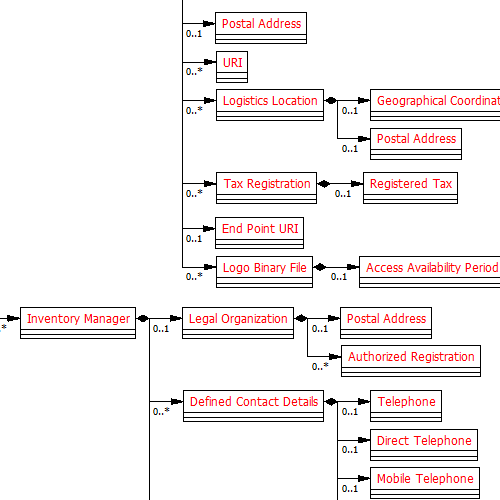 Postal Address
0..1
URI
0..*
Logistics Location
Geographical Coordinat
0..*
0..1
Postal Address
0..1
Tax Registration
Registered Tax
0..*
0..1
End Point URI
0..1
Logo Binary File
Access Availability Period
0..*
0..1
Inventory Manager
Legal Organization
Postal Address
.*
0..1
0..1
Authorized Registration
0..*
Defined Contact Details
Telephone
0..*
0..1
Direct Telephone
0..1
Mobile Telephone
0..1